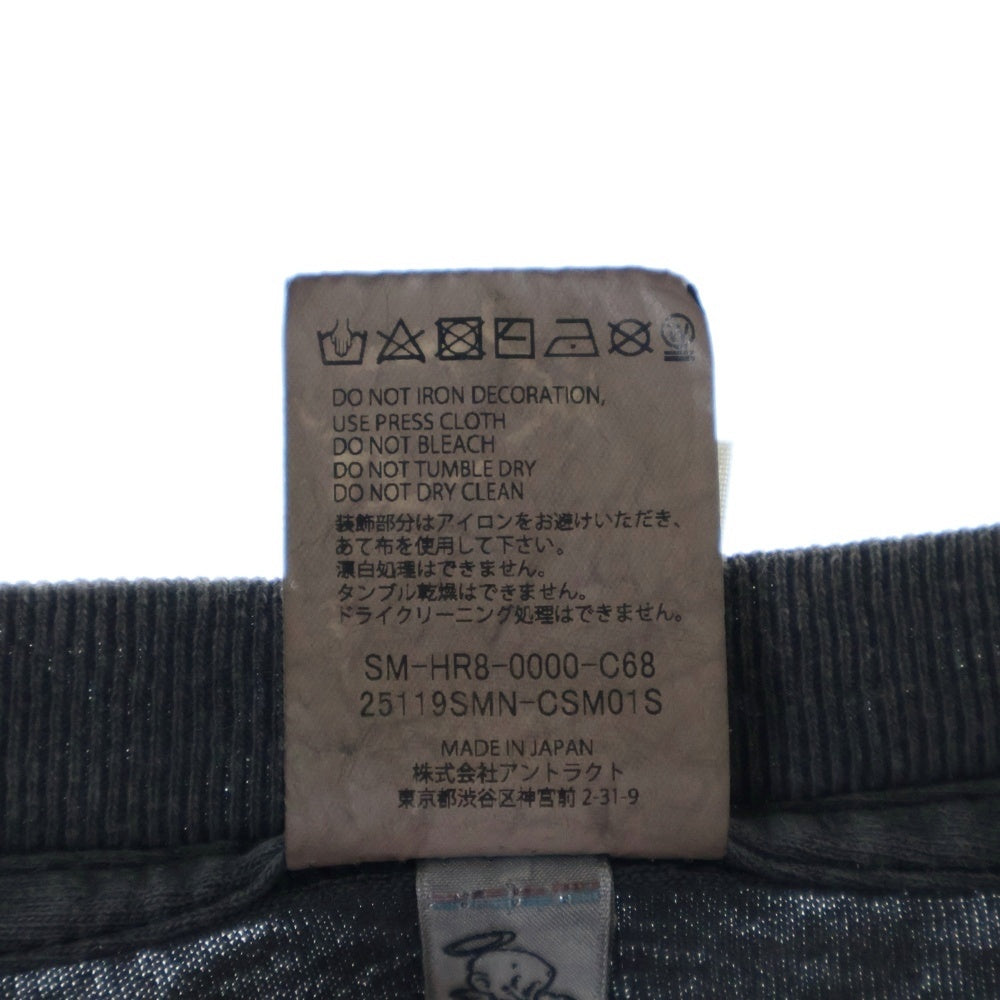 DO NOT IRON DECORATION,
USE PRESS CLOTH
DO NOT BLEACH
DO NOT TUMBLE DRY
DO NOT DRY CLEAN
装飾部分はアイロンをお避けいただき、
あて布を使用して下さい。
漂白処理はできません。
タンブル乾燥はできません。
ドライクリーニング処理はできません。
SM-HR8-0000-C68
25119SMN-CSM01S
MADE IN JAPAN
株式会社アントラクト
東京都渋谷区神宮前 2-31-9